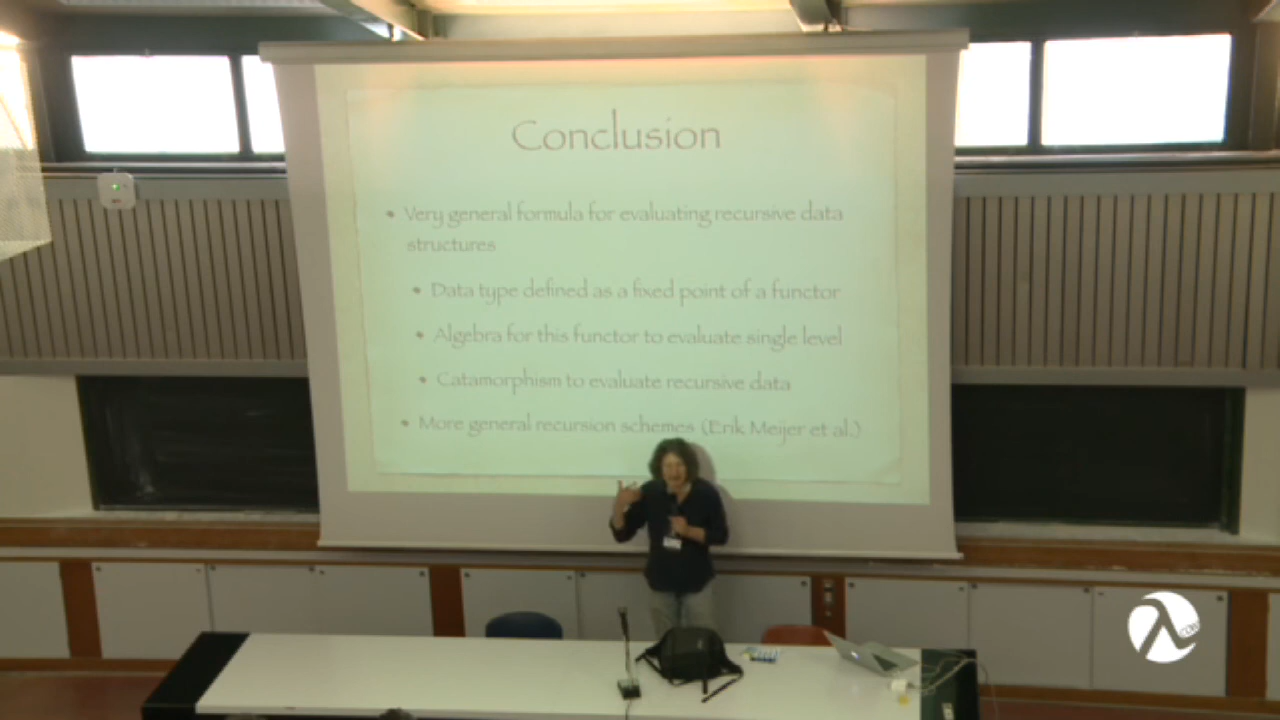 Conclusion
• Very general formula for evaluating recursive data
structures
• Data type defined as a fixed point of a functor
• Algebra for this functor to evaluate single level
• Catamorphism to evaluate recursive data
• More general recursion schemes (Erik Meijer et al.)
λ